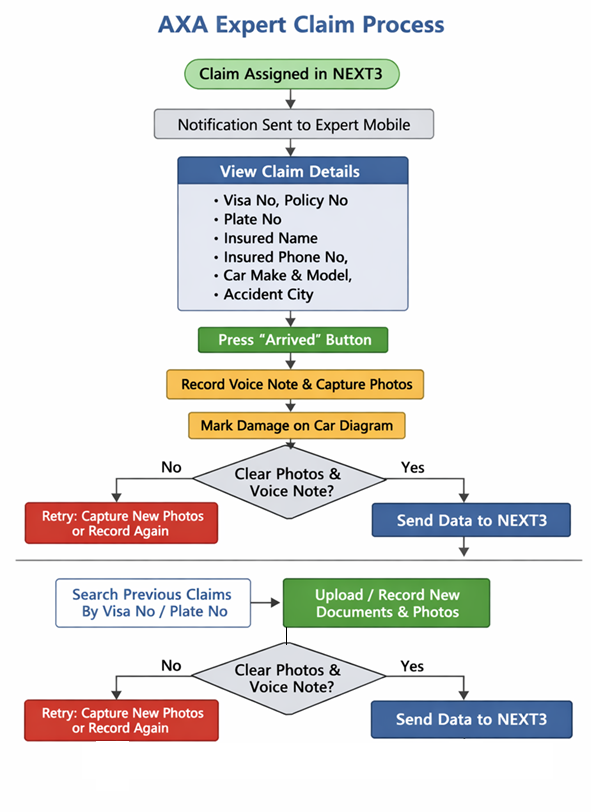 AXA Expert Claim Process
Claim Assigned in NEXT3
Notification Sent to Expert Mobile
View Claim Details
• Visa No, Policy No
• Plate No
• Insured Name
• Insured Phone No,
• Car Make & Model,
• Accident City
Press “Arrived” Button
Record Voice Note & Capture Photos
Mark Damage on Car Diagram
No
Clear Photos &
Voice Note?
Yes
Retry: Capture New Photos
or Record Again
Send Data to NEXT3
Search Previous Claims
By Visa No / Plate No
Upload / Record New
Documents & Photos
No
Clear Photos &
Voice Note?
Yes
Retry: Capture New Photos
or Record Again
Send Data to NEXT3